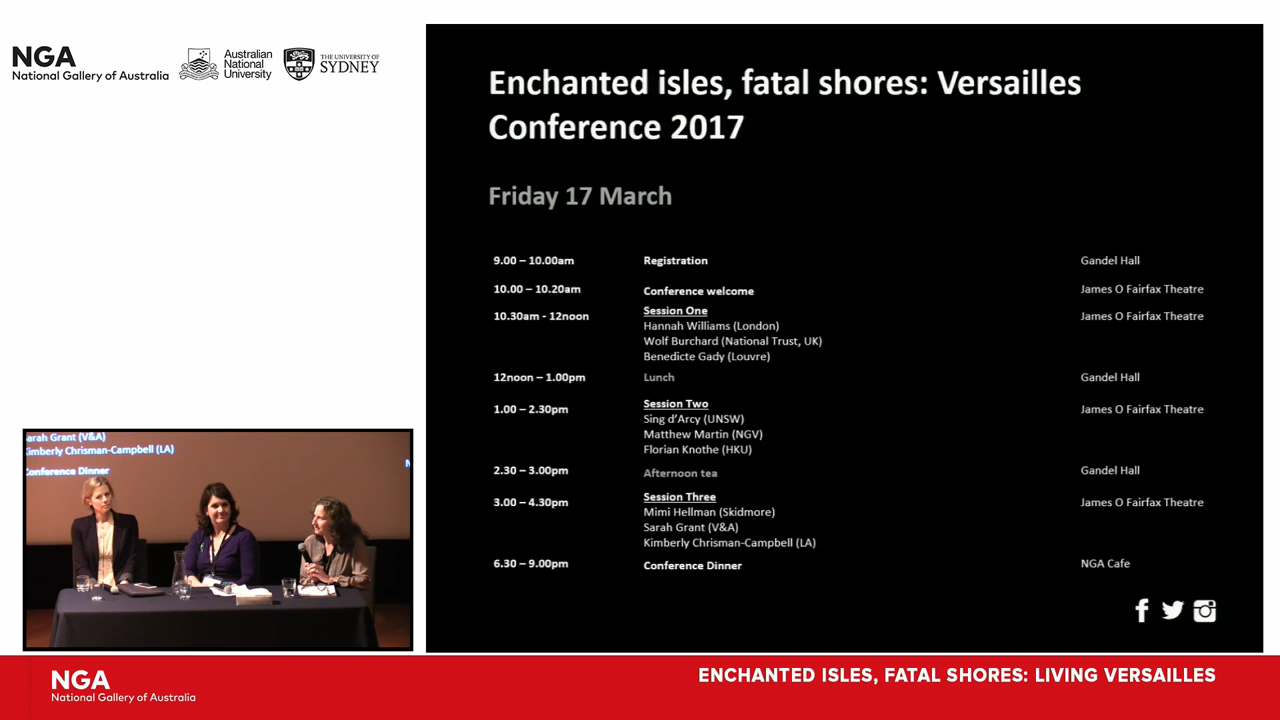 NGA
National Gallery of Australia
Australian
National
University
THE UNIVERSITY OF
SYDNEY
Enchanted isles, fatal shores: Versailles
Conference 2017
Friday 17 March
9.00 – 10.00am Registration Gandel Hall
10.00 – 10.20am Conference welcome James O Fairfax Theatre
10.30am - 12noon Session One James O Fairfax Theatre
Hannah Williams (London)
Wolf Burchard (National Trust, UK)
Benedicte Gady (Louvre)
12noon – 1.00pm Lunch Gandel Hall
1.00 – 2.30pm Session Two James O Fairfax Theatre
Sing d'Arcy (UNSW)
Matthew Martin (NGV)
Florian Knothe (HKU)
2.30 – 3.00pm Afternoon tea Gandel Hall
3.00 – 4.30pm Session Three James O Fairfax Theatre
Mimi Hellman (Skidmore)
Sarah Grant (V&A)
Kimberly Chrisman-Campbell (LA)
6.30 – 9.00pm Conference Dinner NGA Cafe
arah Grant (V&A)
imberly Chrisman-Campbell (LA)
Conference Dinner
N
NGA
National Gallery of Australia
ENCHANTED ISLES, FATAL SHORES: LIVING VERSAILLES